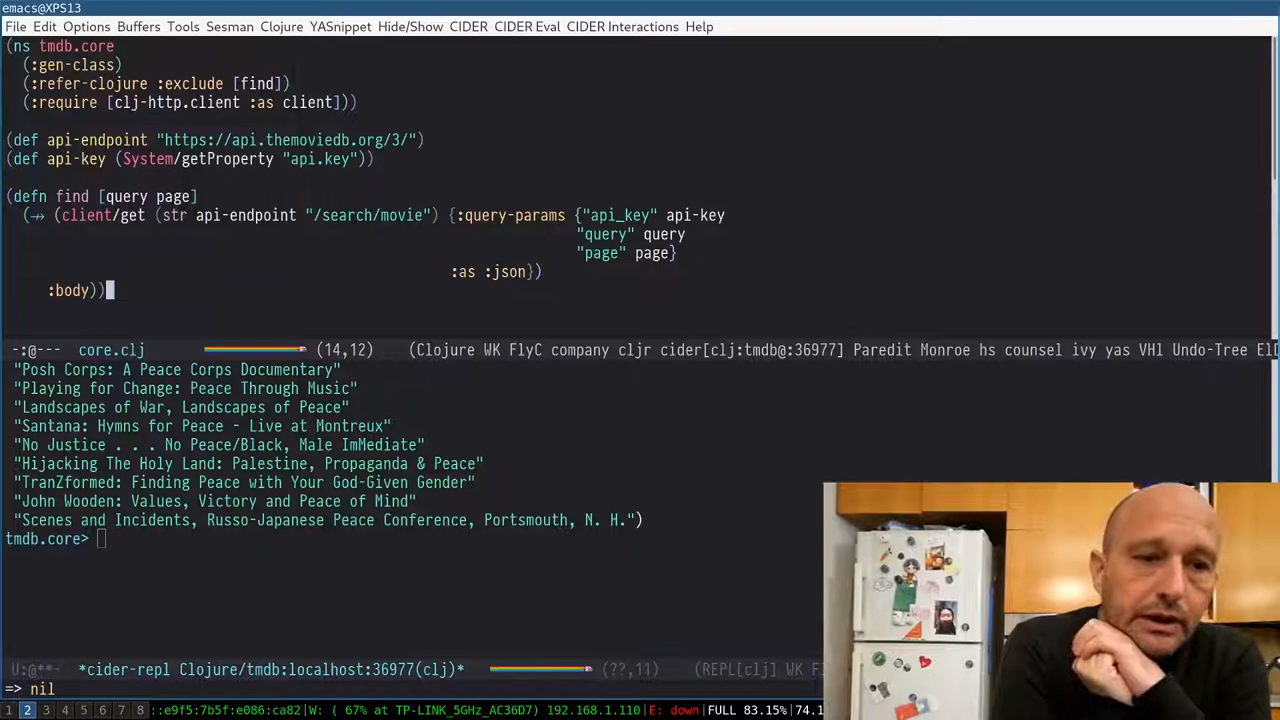 emacs@XPS13
File Edit Options Buffers Tools Sesman Clojure YASnippet Hide/Show CIDER CIDER Eval CIDER Interactions Help
(ns tmdb.core
(:gen-class)
(:refer-clojure :exclude [find])
(:require [clj-http.client :as client]))
(def api-endpoint "https://api.themoviedb.org/3/")
(def api-key (System/getProperty "api.key"))
(defn find [query page]
(↠ (client/get (str api-endpoint "/search/movie") {:query-params {"api_key" api-key
"query" query
"page" page}
:as :json})
:body))
-:@--- core.clj (14,12) (Clojure WK FlyC company cljr cider[clj:tmdb@:36977] Paredit Monroe hs counsel ivy yas VHl Undo-Tree El
"Posh Corps: A Peace Corps Documentary"
"Playing for Change: Peace Through Music"
"Landscapes of War, Landscapes of Peace"
"Santana: Hymns for Peace - Live at Montreux"
"No Justice . . . No Peace/Black, Male ImMediate"
"Hijacking The Holy Land: Palestine, Propaganda & Peace"
"TranZformed: Finding Peace with Your God-Given Gender"
"John Wooden: Values, Victory and Peace of Mind"
"Scenes and Incidents, Russo-Japanese Peace Conference, Portsmouth, N. H.")
tmdb.core>
U:@**- *cider-repl Clojure/tmdb:localhost:36977(clj)* (??,11) (REPL[clj] WK Fl
=> nil
1 2 3 4 5 6 7 8 ::e9f5:7b5f:e086:ca82|W: ( 67% at TP-LINK_5GHz_AC36D7) 192.168.1.110|E: down|FULL 83.15%|74.1